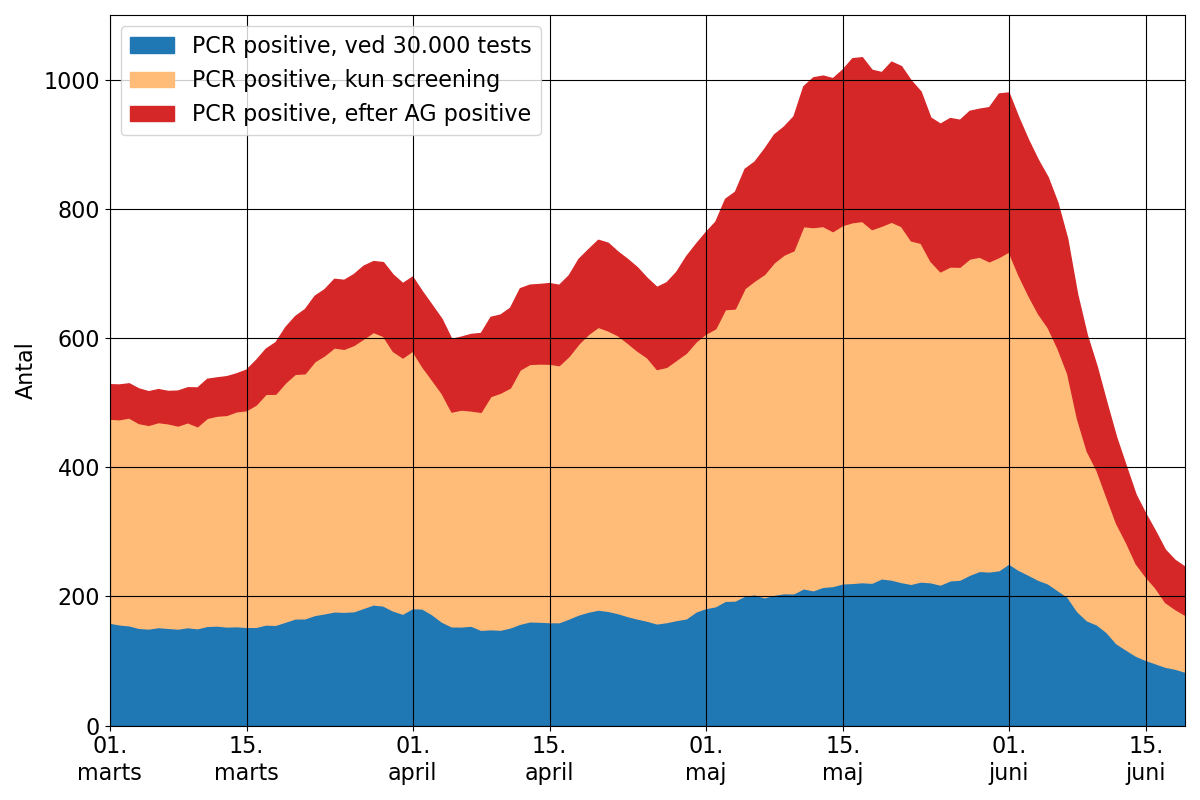 PCR positive, ved 30.000 tests
PCR positive, kun screening
PCR positive, efter AG positive
1000
800
600
400
200
0
Antal
01. 15. 01. 15. 01. 15. 01. 15.
marts marts april april maj maj juni juni